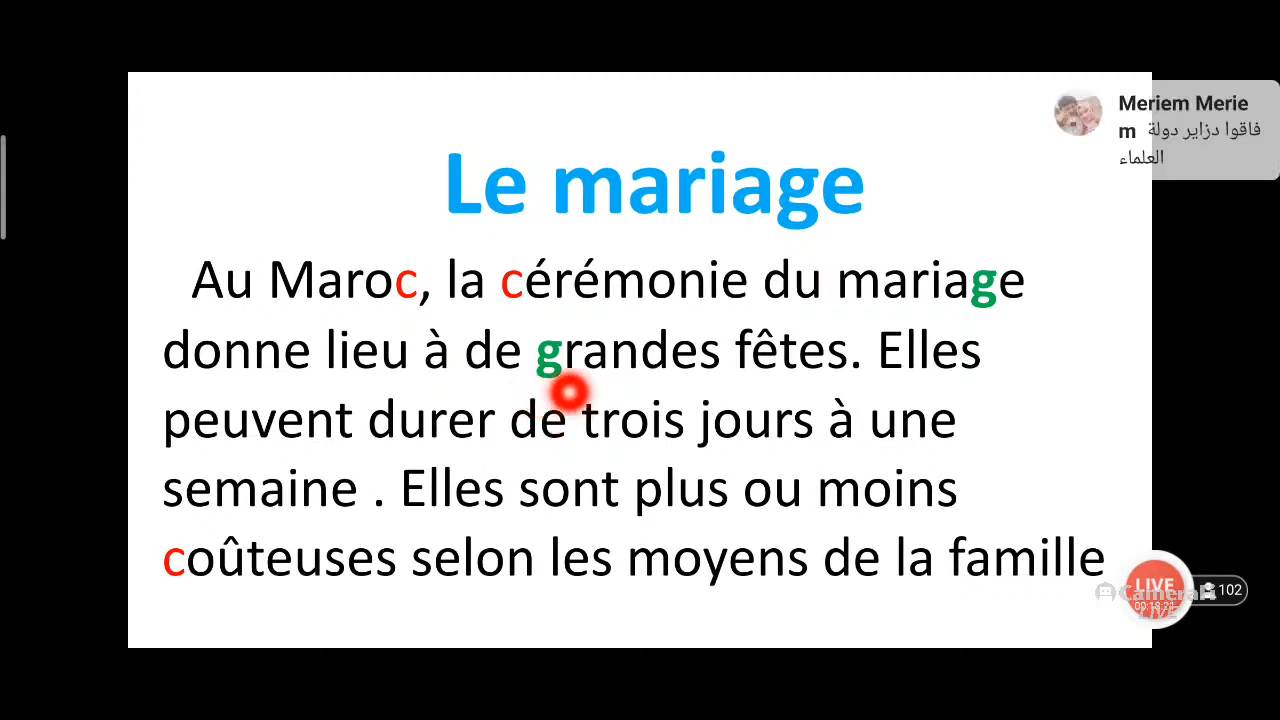 Meriem Merie
m فاقوا دزاير دولة
العلماء
Le mariage
Au Maroc, la cérémonie du mariage
donne lieu à de grandes fêtes. Elles
peuvent durer de trois jours à une
semaine . Elles sont plus ou moins
coûteuses selon les moyens de la famille
LIVE
102
CameraFi
LIVE